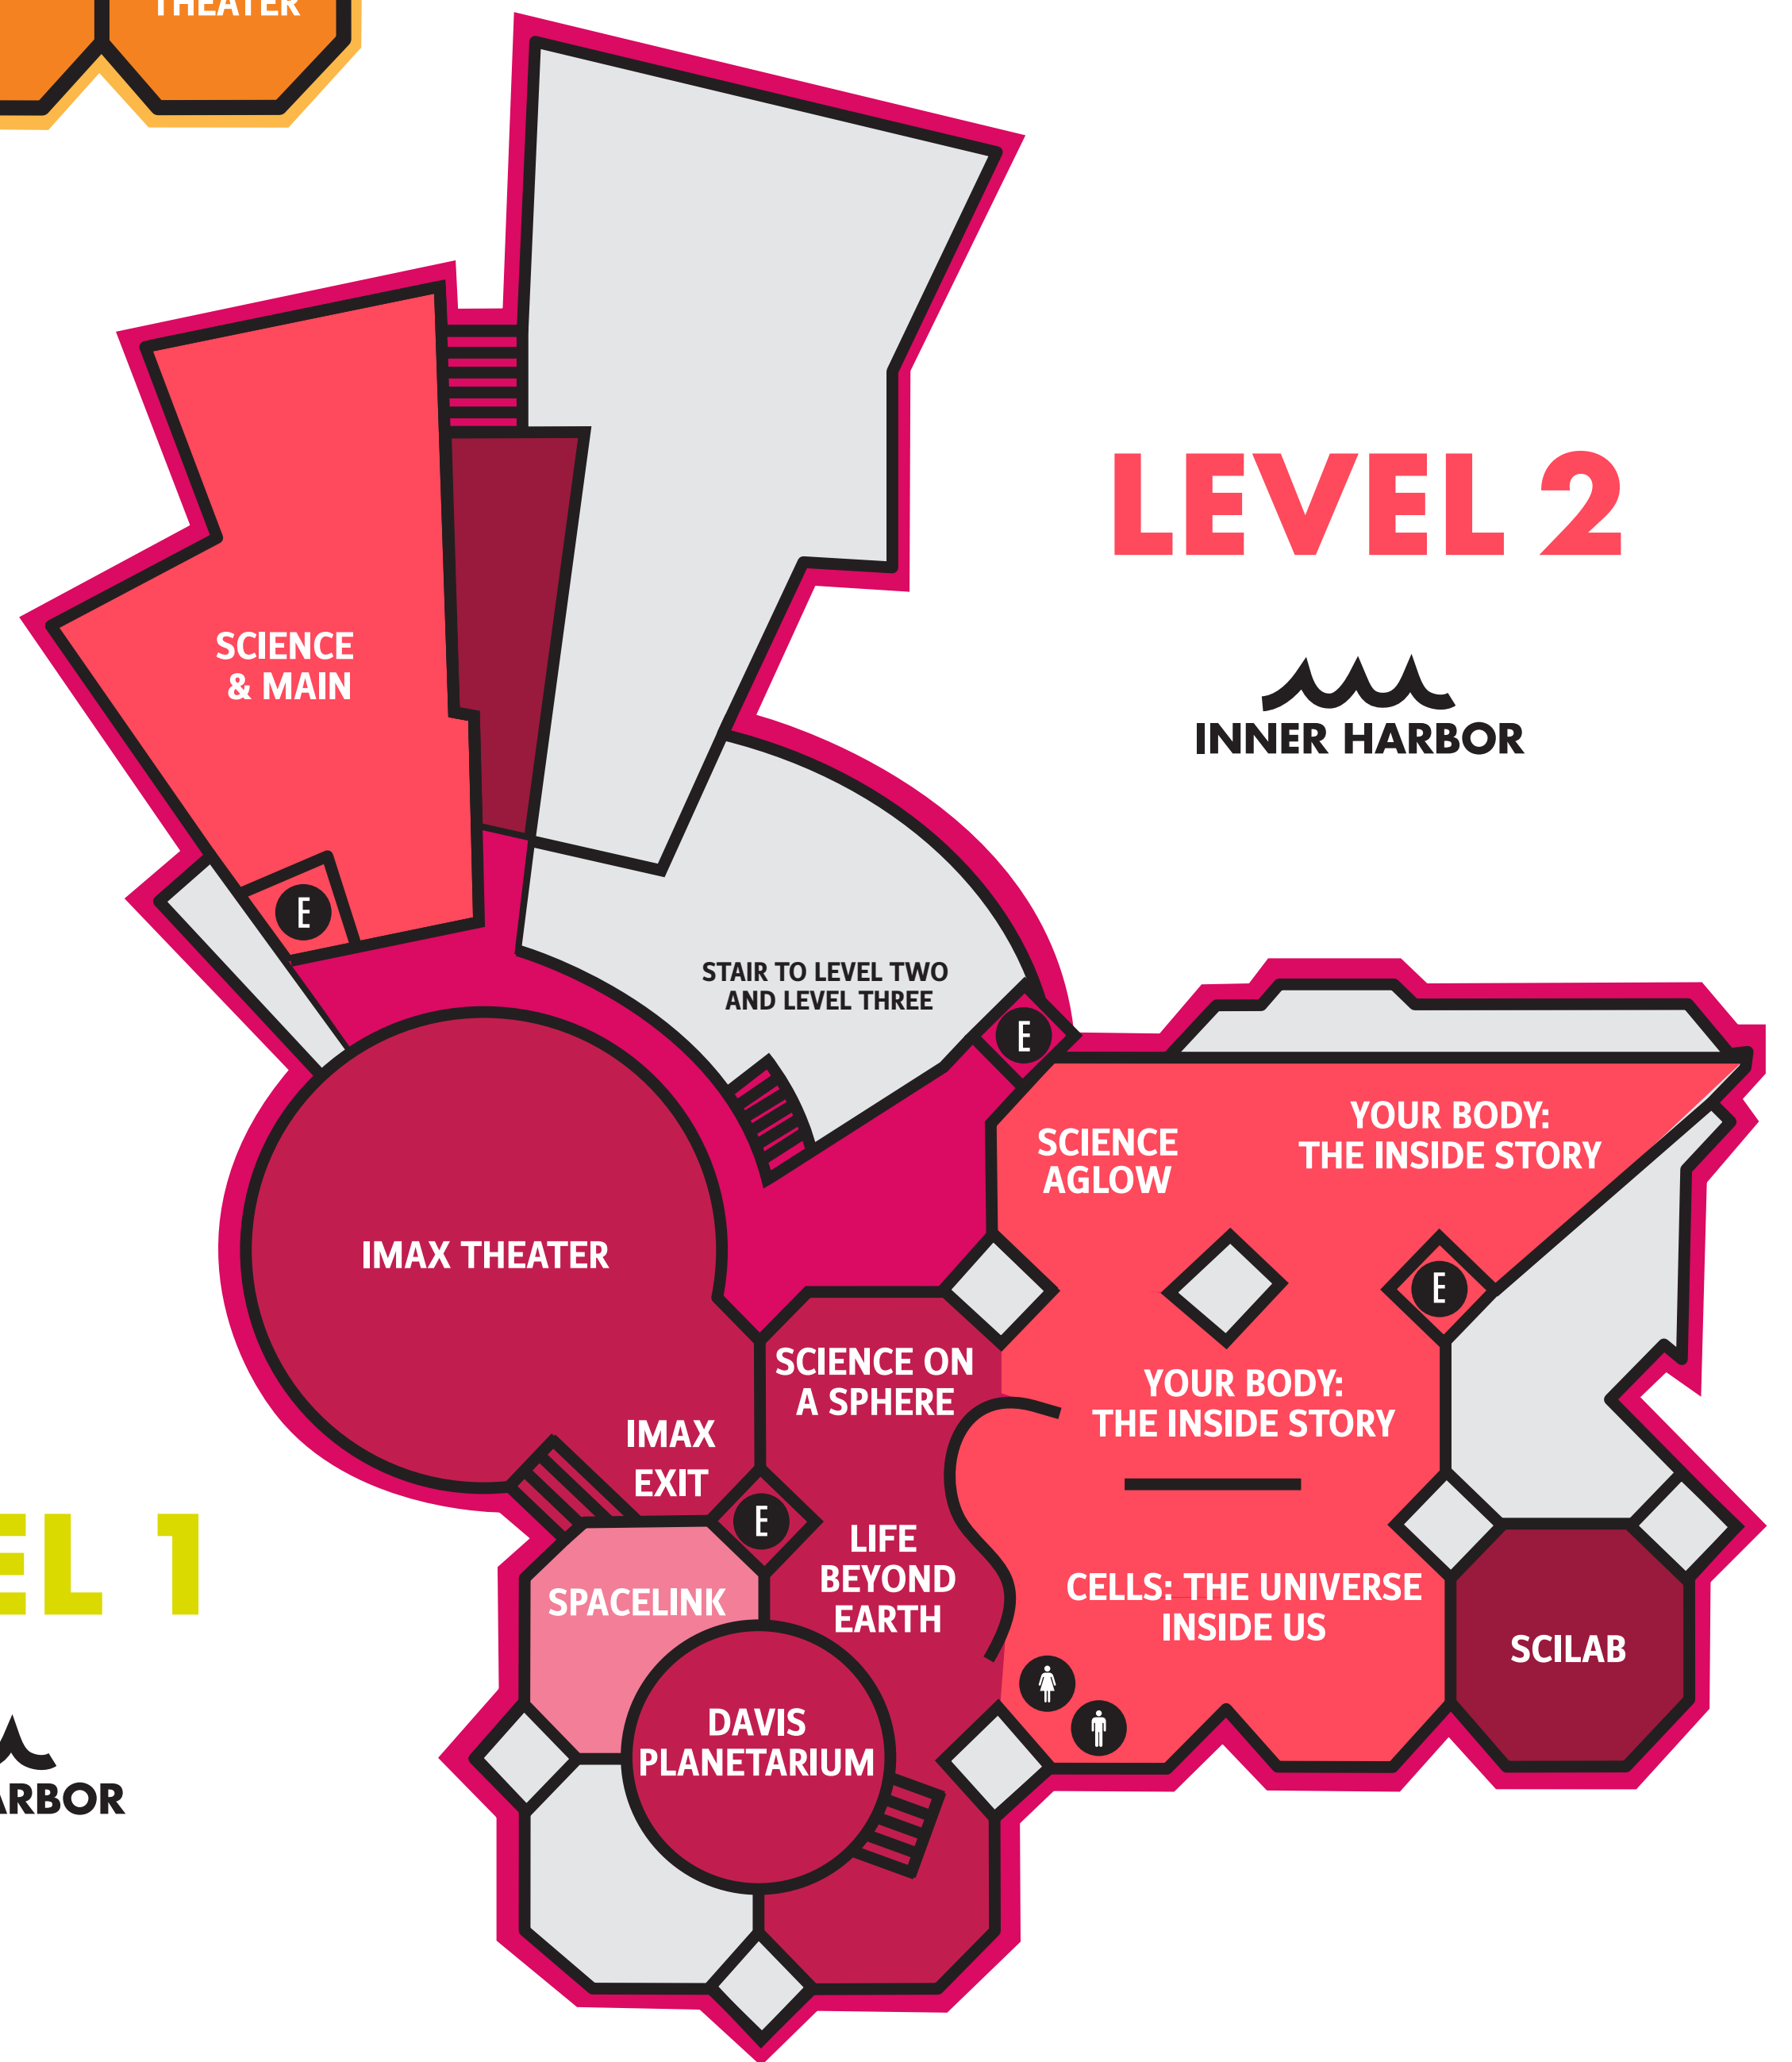 THEATER
LEVEL 2
INNER HARBOR
SCIENCE
& MAIN
E
STAIR TO LEVEL TWO
AND LEVEL THREE
E
SCIENCE
AGLOW
YOUR BODY:
THE INSIDE STORY
IMAX THEATER
E
SCIENCE ON
A SPHERE
YOUR BODY:
THE INSIDE STORY
IMAX
EXIT
E
LIFE
BEYOND
EARTH
SPACELINK
CELLS: THE UNIVERSE
INSIDE US
SCILAB
DAVIS
PLANETARIUM
EL 1
ARBOR